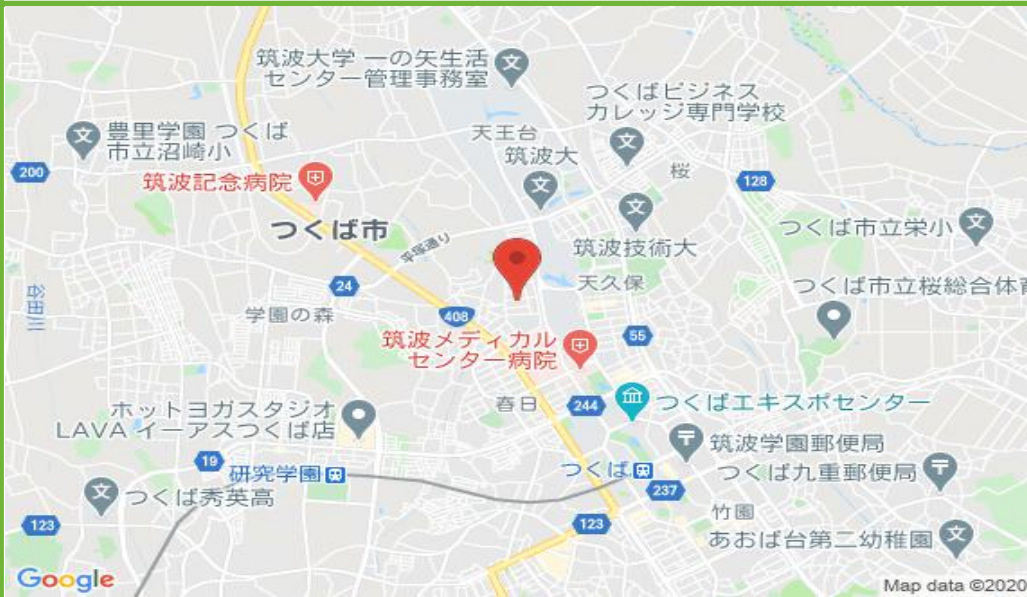 筑波大学 一の矢生活
センター管理事務室
つくばビジネス
カレッジ専門学校
豊里学園 つくば
市立沼崎小
天王台
筑波大
桜
200
128
筑波記念病院
つくば市
平塚通り
筑波技術大
つくば市立栄小
谷田川
24
天久保
つくば市立桜総合体育
学園の森
408
55
筑波メディカル
センター病院
春日
244
つくばエキスポセンター
ホットヨガスタジオ
LAVA イーアスつくば店
筑波学園郵便局
19
研究学園
つくば
つくば九重郵便局
237
つくば秀英高
123
123
竹園
あおば台第二幼稚園
Google
Map data ©2020